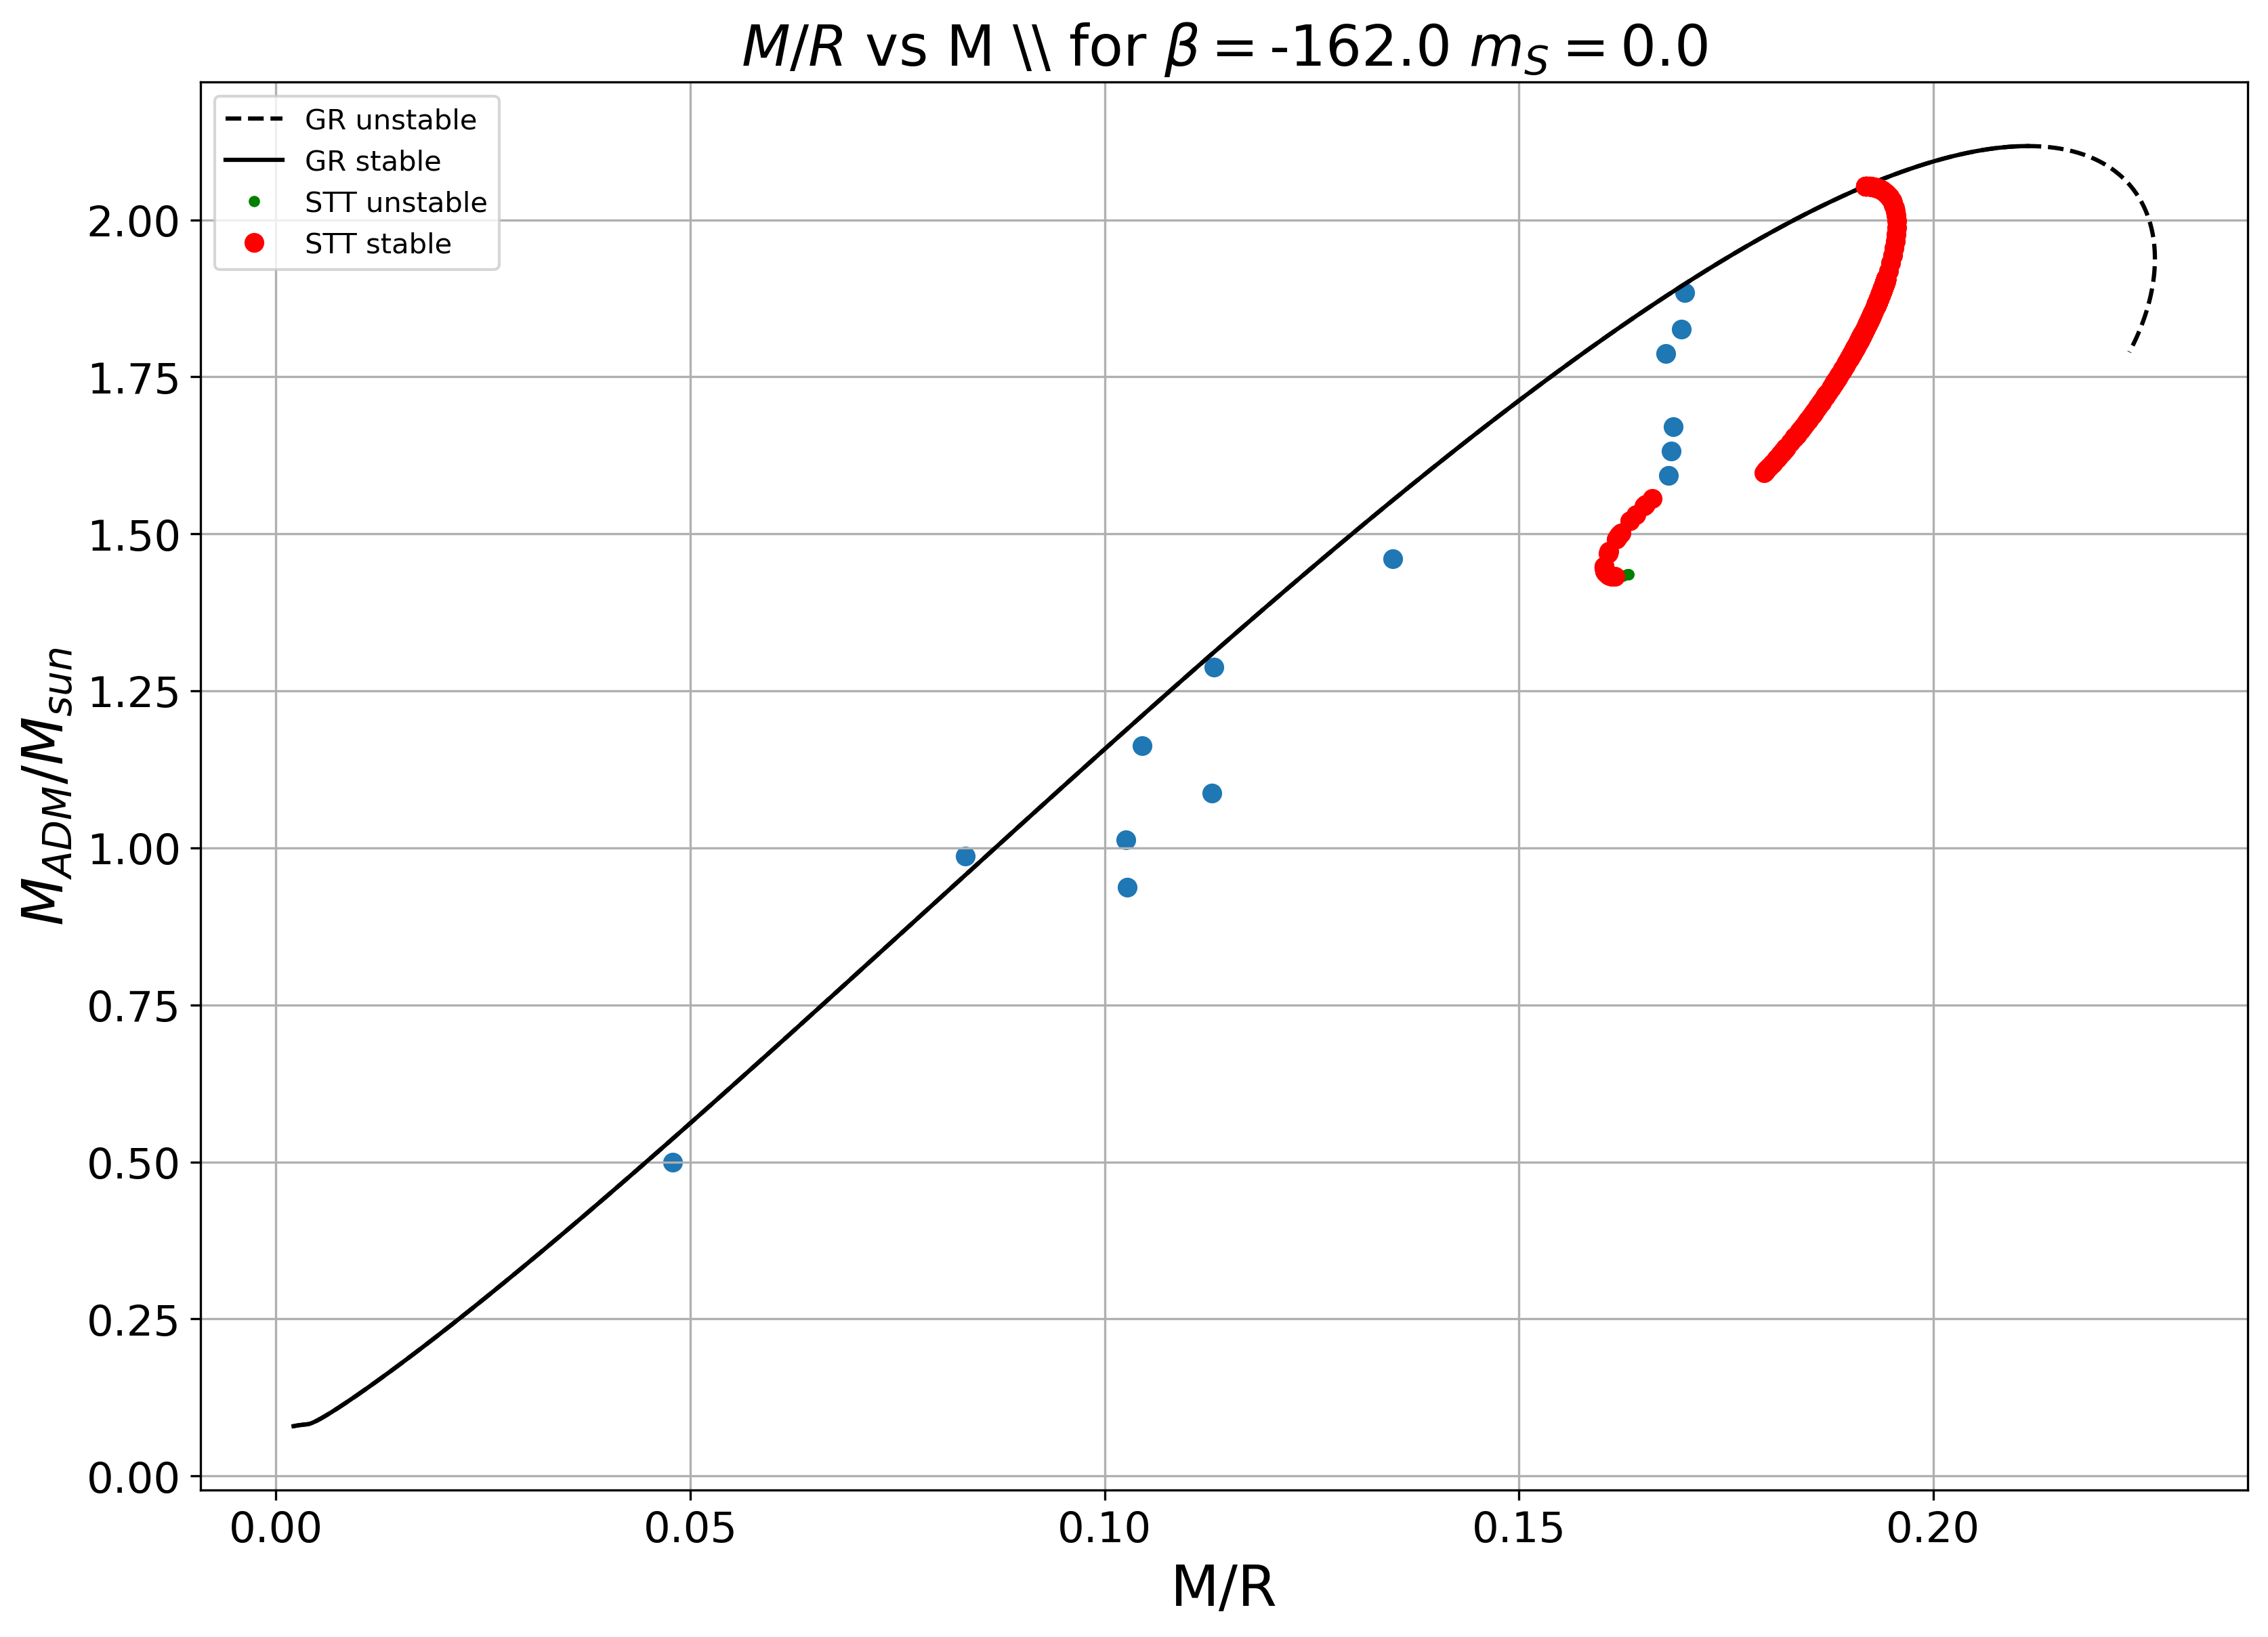 M/R vs M \\ for β = -162.0 m_S = 0.0
GR unstable
GR stable
STT unstable
STT stable
M_ADM/M_sun
2.00
1.75
1.50
1.25
1.00
0.75
0.50
0.25
0.00
0.00 0.05 0.10 0.15 0.20
M/R